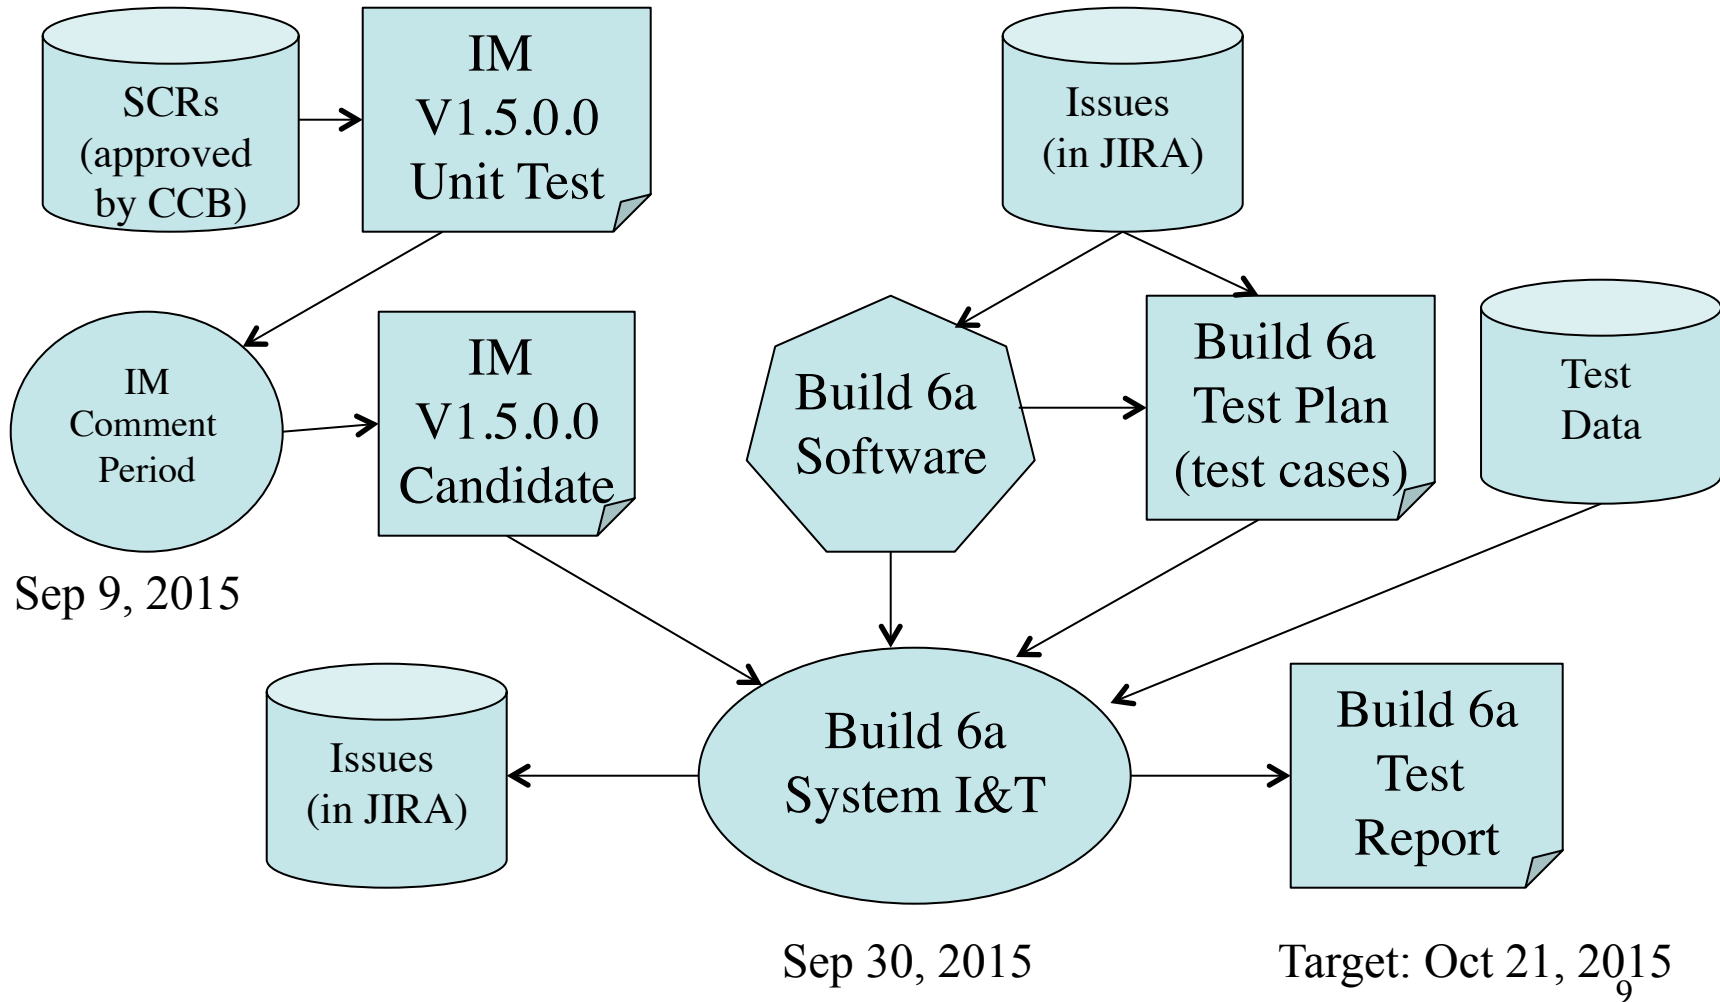 SCRs
(approved
by CCB)
IM
V1.5.0.0
Unit Test
Issues
(in JIRA)
IM
Comment
Period
IM
V1.5.0.0
Candidate
Build 6a
Software
Build 6a
Test Plan
(test cases)
Test
Data
Sep 9, 2015
Issues
(in JIRA)
Build 6a
System I&T
Build 6a
Test
Report
Sep 30, 2015
Target: Oct 21, 2015
9